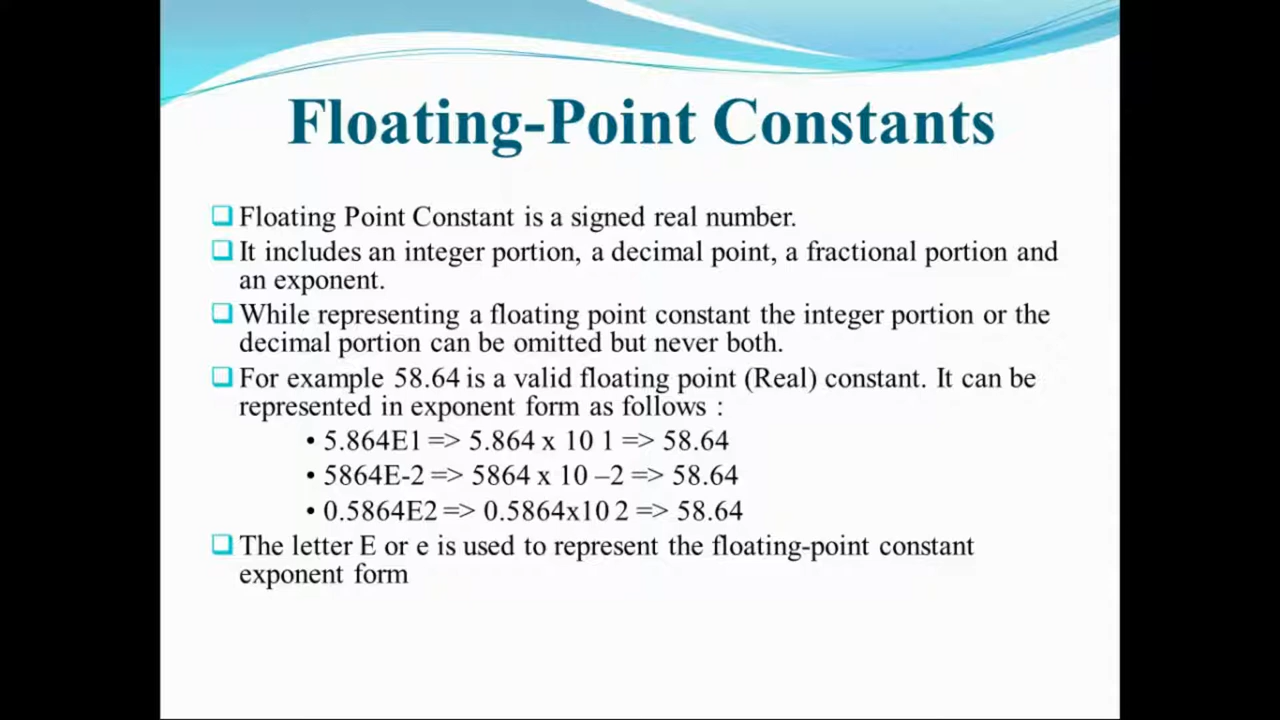 Floating-Point Constants
❑ Floating Point Constant is a signed real number.
❑ It includes an integer portion, a decimal point, a fractional portion and
an exponent.
❑ While representing a floating point constant the integer portion or the
decimal portion can be omitted but never both.
❑ For example 58.64 is a valid floating point (Real) constant. It can be
represented in exponent form as follows :
• 5.864E1 => 5.864 x 10 1 => 58.64
• 5864E-2 => 5864 x 10 –2 => 58.64
• 0.5864E2 => 0.5864x10 2 => 58.64
❑ The letter E or e is used to represent the floating-point constant
exponent form